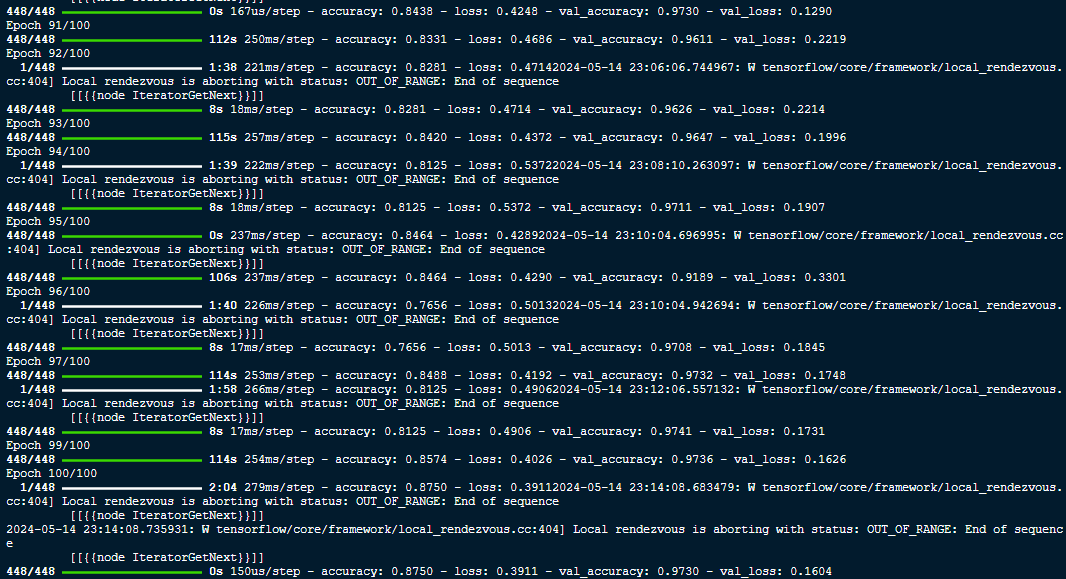 [[{{node IteratorGetNext}}]]
448/448 0s 167us/step - accuracy: 0.8438 - loss: 0.4248 - val_accuracy: 0.9730 - val_loss: 0.1290
Epoch 91/100
448/448 112s 250ms/step - accuracy: 0.8331 - loss: 0.4686 - val_accuracy: 0.9611 - val_loss: 0.2219
Epoch 92/100
1/448 1:38 221ms/step - accuracy: 0.8281 - loss: 0.47142024-05-14 23:06:06.744967: W tensorflow/core/framework/local_rendezvous.
cc:404] Local rendezvous is aborting with status: OUT_OF_RANGE: End of sequence
[[{{node IteratorGetNext}}]]
448/448 8s 18ms/step - accuracy: 0.8281 - loss: 0.4714 - val_accuracy: 0.9626 - val_loss: 0.2214
Epoch 93/100
448/448 115s 257ms/step - accuracy: 0.8420 - loss: 0.4372 - val_accuracy: 0.9647 - val_loss: 0.1996
Epoch 94/100
1/448 1:39 222ms/step - accuracy: 0.8125 - loss: 0.53722024-05-14 23:08:10.263097: W tensorflow/core/framework/local_rendezvous.
cc:404] Local rendezvous is aborting with status: OUT_OF_RANGE: End of sequence
[[{{node IteratorGetNext}}]]
448/448 8s 18ms/step - accuracy: 0.8125 - loss: 0.5372 - val_accuracy: 0.9711 - val_loss: 0.1907
Epoch 95/100
448/448 0s 237ms/step - accuracy: 0.8464 - loss: 0.42892024-05-14 23:10:04.696995: W tensorflow/core/framework/local_rendezvous.cc
:404] Local rendezvous is aborting with status: OUT_OF_RANGE: End of sequence
[[{{node IteratorGetNext}}]]
448/448 106s 237ms/step - accuracy: 0.8464 - loss: 0.4290 - val_accuracy: 0.9189 - val_loss: 0.3301
Epoch 96/100
1/448 1:40 226ms/step - accuracy: 0.7656 - loss: 0.50132024-05-14 23:10:04.942694: W tensorflow/core/framework/local_rendezvous.
cc:404] Local rendezvous is aborting with status: OUT_OF_RANGE: End of sequence
[[{{node IteratorGetNext}}]]
448/448 8s 17ms/step - accuracy: 0.7656 - loss: 0.5013 - val_accuracy: 0.9708 - val_loss: 0.1845
Epoch 97/100
448/448 114s 253ms/step - accuracy: 0.8488 - loss: 0.4192 - val_accuracy: 0.9732 - val_loss: 0.1748
1/448 1:58 266ms/step - accuracy: 0.8125 - loss: 0.49062024-05-14 23:12:06.557132: W tensorflow/core/framework/local_rendezvous.
cc:404] Local rendezvous is aborting with status: OUT_OF_RANGE: End of sequence
[[{{node IteratorGetNext}}]]
448/448 8s 17ms/step - accuracy: 0.8125 - loss: 0.4906 - val_accuracy: 0.9741 - val_loss: 0.1731
Epoch 99/100
448/448 114s 254ms/step - accuracy: 0.8574 - loss: 0.4026 - val_accuracy: 0.9736 - val_loss: 0.1626
Epoch 100/100
1/448 2:04 279ms/step - accuracy: 0.8750 - loss: 0.39112024-05-14 23:14:08.683479: W tensorflow/core/framework/local_rendezvous.
cc:404] Local rendezvous is aborting with status: OUT_OF_RANGE: End of sequence
[[{{node IteratorGetNext}}]]
2024-05-14 23:14:08.735931: W tensorflow/core/framework/local_rendezvous.cc:404] Local rendezvous is aborting with status: OUT_OF_RANGE: End of sequenc
e
[[{{node IteratorGetNext}}]]
448/448 0s 150us/step - accuracy: 0.8750 - loss: 0.3911 - val_accuracy: 0.9730 - val_loss: 0.1604